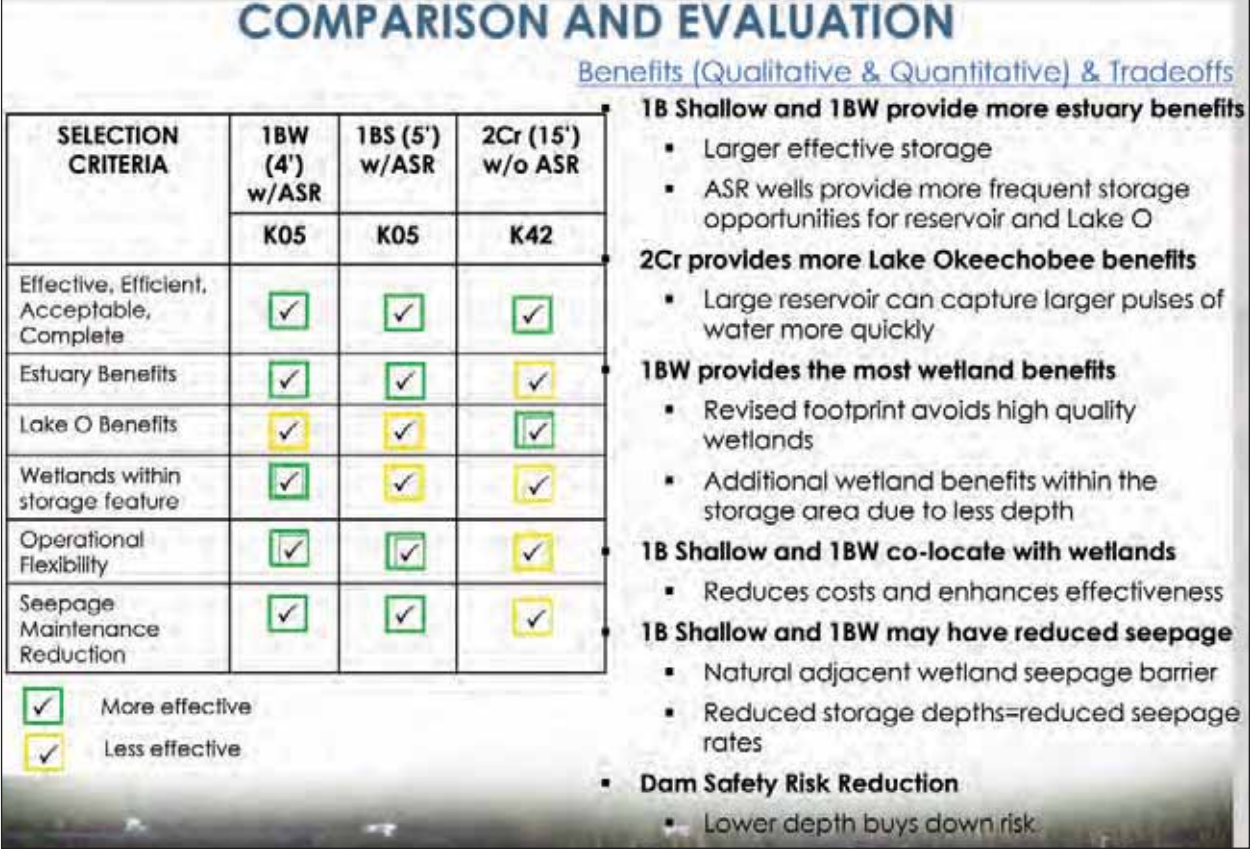 COMPARISON AND EVALUATION
Benefits (Qualitative & Quantitative) & Tradeoffs
SELECTION
CRITERIA
1BW
(4')
w/ASR
1BS (5')
w/ASR
2Cr (15')
w/o ASR
K05
K05
K42
Effective, Efficient,
Acceptable,
Complete
Estuary Benefits
Lake O Benefits
Wetlands within
storage feature
Operational
Flexibility
Seepage
Maintenance
Reduction
More effective
Less effective
1B Shallow and 1BW provide more estuary benefits
Larger effective storage
ASR wells provide more frequent storage
opportunities for reservoir and Lake O
2Cr provides more Lake Okeechobee benefits
Large reservoir can capture larger pulses of
water more quickly
1BW provides the most wetland benefits
Revised footprint avoids high quality
wetlands
Additional wetland benefits within the
storage area due to less depth
1B Shallow and 1BW co-locate with wetlands
Reduces costs and enhances effectiveness
1B Shallow and 1BW may have reduced seepage
Natural adjacent wetland seepage barrier
Reduced storage depths=reduced seepage
rates
Dam Safety Risk Reduction
Lower depth buys down risk